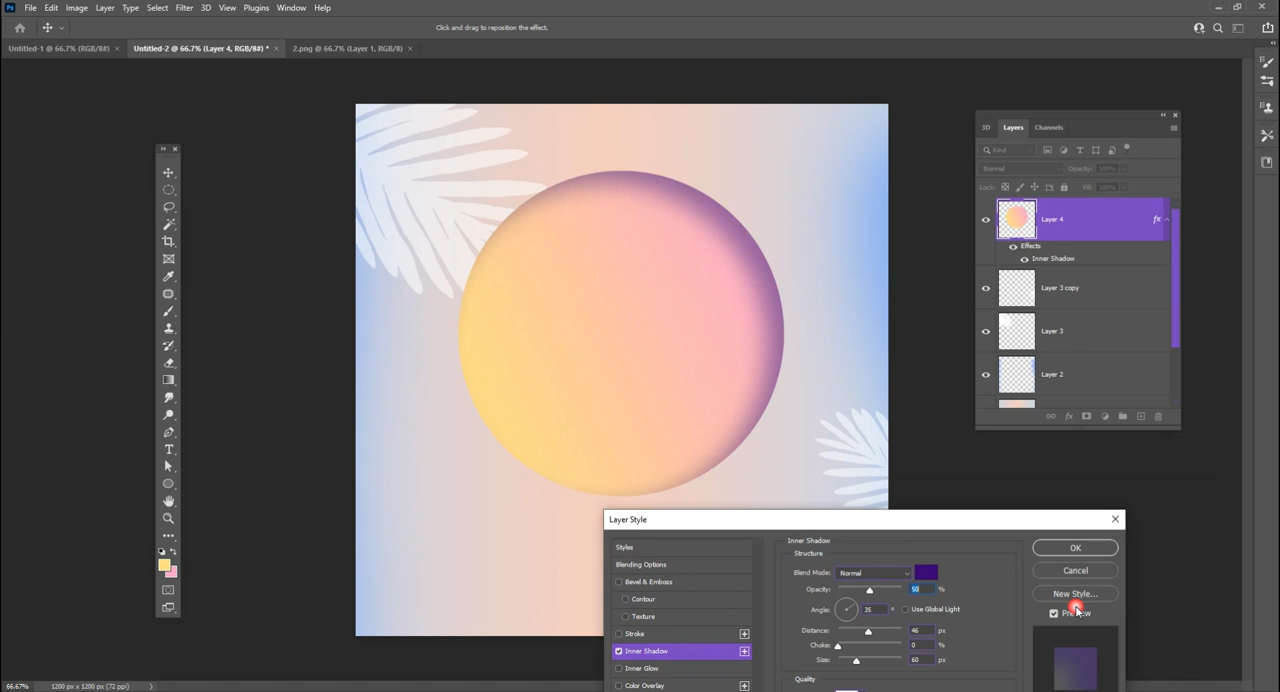 Ps File Edit Image Layer Type Select Filter 3D View Plugins Window Help
Click and drag to reposition the effect.
Untitled-1 @ 66.7% (RGB/8#) × Untitled-2 @ 66.7% (Layer 4, RGB/8#) * × 2.png @ 66.7% (Layer 1, RGB/8) ×
3D Layers Channels
Kind
Normal Opacity: 100%
Lock: Fill: 100%
Layer 4 fx
Effects
Inner Shadow
Layer 3 copy
Layer 3
Layer 2
fx
Layer Style
Styles
Blending Options
Bevel & Emboss
Contour
Texture
Stroke
Inner Shadow
Inner Glow
Color Overlay
Inner Shadow
Structure
Blend Mode: Normal
Opacity: 50 %
Angle: 35 ° Use Global Light
Distance: 46 px
Choke: 0 %
Size: 60 px
Quality
OK
Cancel
New Style...
66.67% 1200 px x 1200 px (72 ppi)